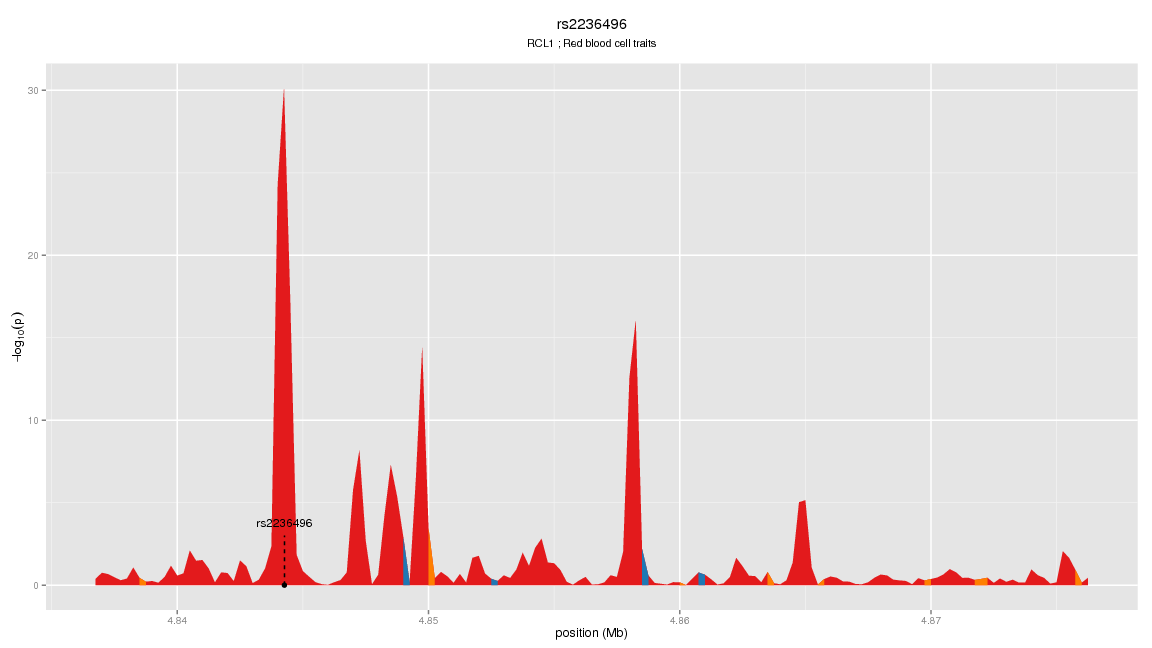 rs2236496
RCL1 ; Red blood cell traits
−log10(p)
30
20
10
0
rs2236496
4.84
4.85
4.86
4.87
position (Mb)